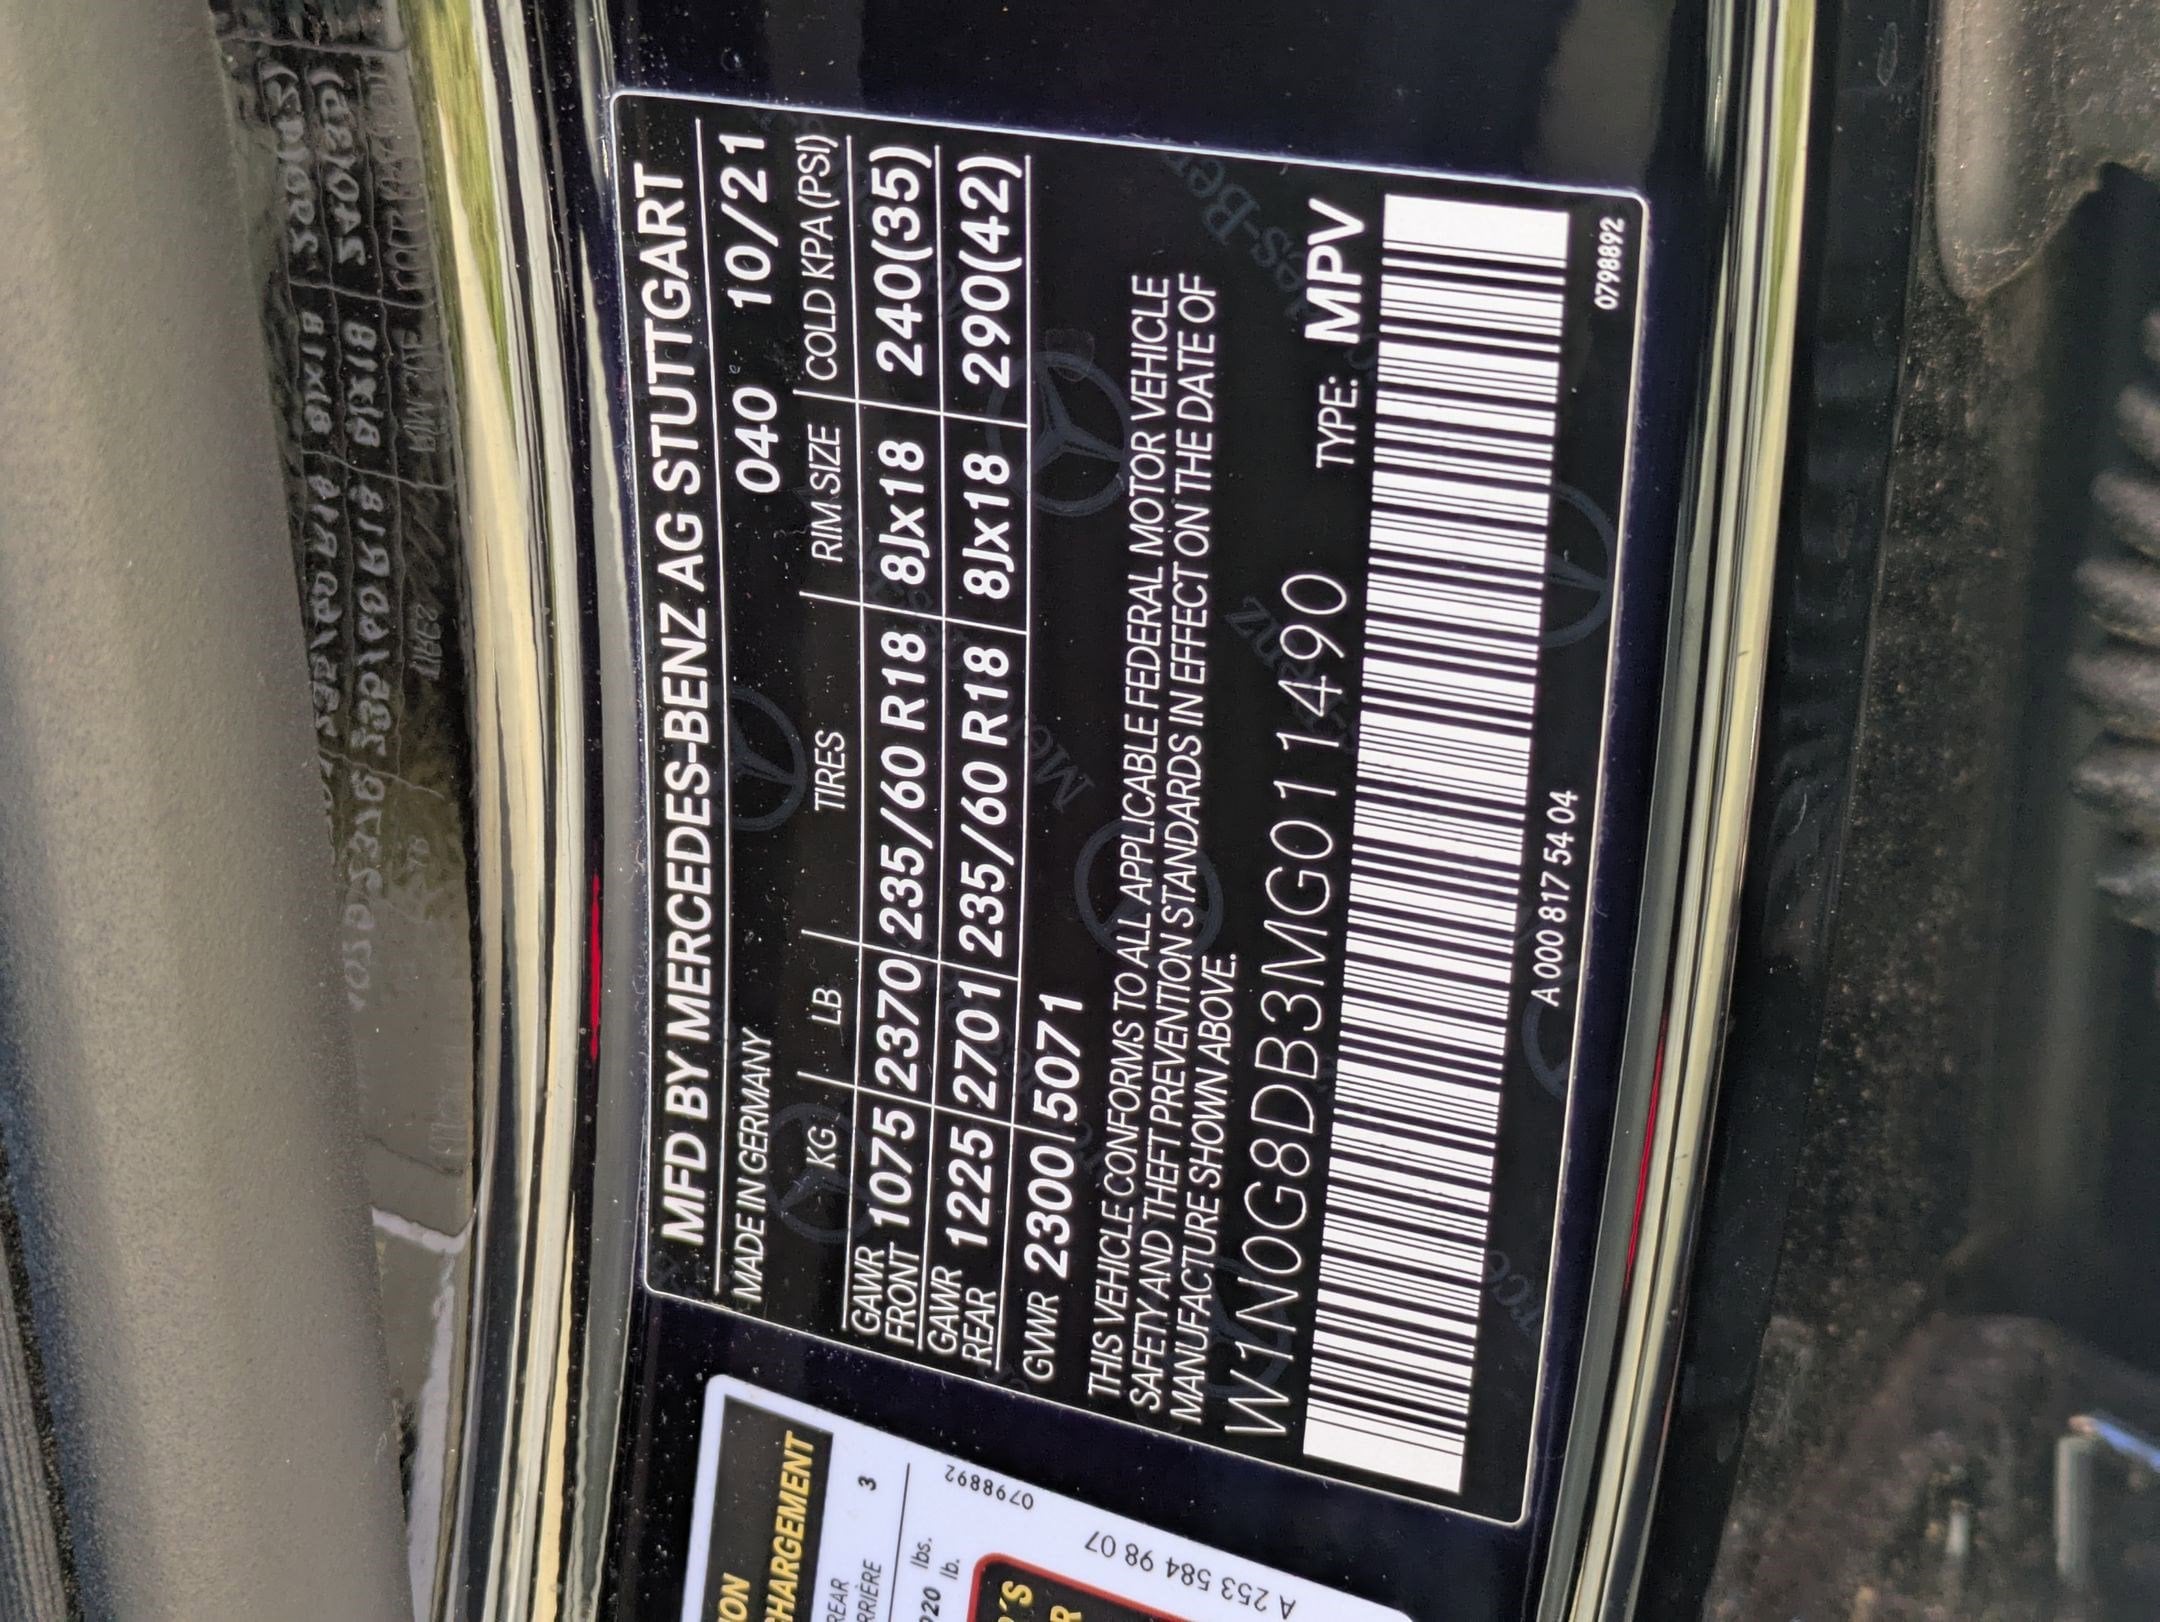 MFD BY MERCEDES-BENZ AG STUTTGART
MADE IN GERMANY 040 10/21
KG LB TIRES RIM SIZE COLD KPA (PSI)
GAWR FRONT 1075 2370 235/60 R18 8Jx18 240(35)
GAWR REAR 1225 2701 235/60 R18 8Jx18 290(42)
GVWR 2300 5071
THIS VEHICLE CONFORMS TO ALL APPLICABLE FEDERAL MOTOR VEHICLE
SAFETY AND THEFT PREVENTION STANDARDS IN EFFECT ON THE DATE OF
MANUFACTURE SHOWN ABOVE.
W1N0G8DB3MG011490 TYPE: MPV
A 000 817 54 04 0798892
CHARGEMENT
REAR 3
lbs.
lb.
0798892
A 253 584 98 07